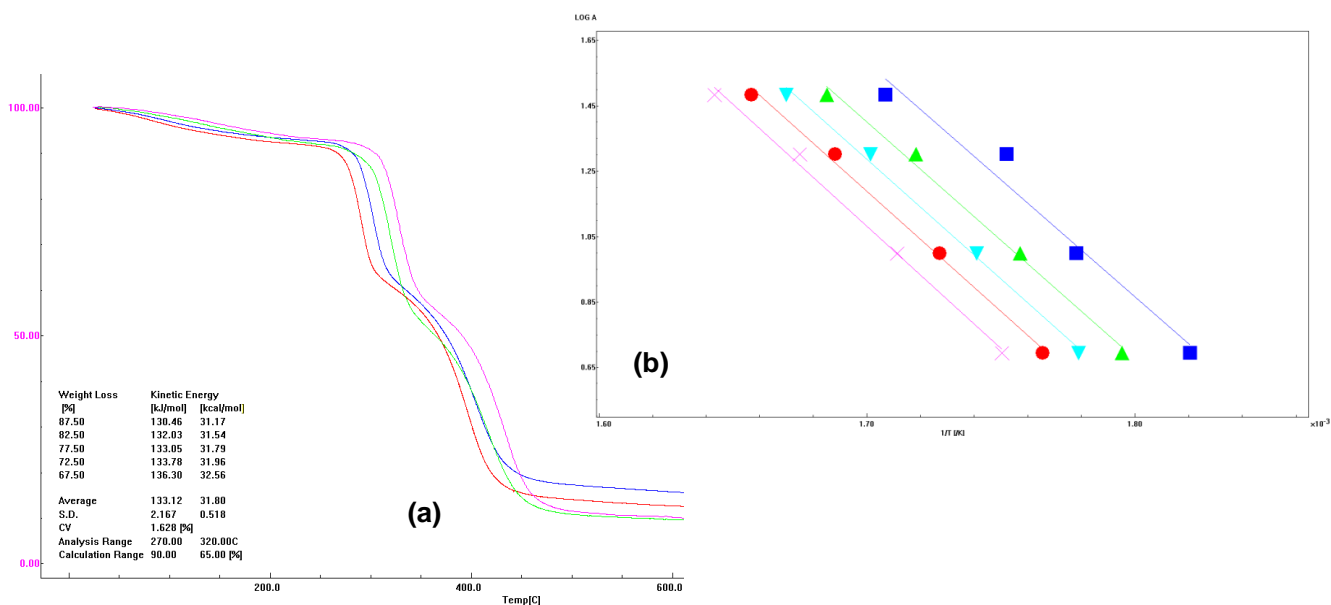 100.00
50.00
0.00
200.0
400.0
600.0
Temp[C]
Weight Loss Kinetic Energy
[%] [kJ/mol] [kcal/mol]
87.50 130.46 31.17
82.50 132.03 31.54
77.50 133.05 31.79
72.50 133.78 31.96
67.50 136.30 32.56
Average 133.12 31.80
S.D. 2.167 0.518
CV 1.628 [%]
Analysis Range 270.00 320.00C
Calculation Range 90.00 65.00 [%]
(a)
LOG A
1.65
1.45
1.25
1.05
0.85
0.65
(b)
1.60
1.70
1.80
×10⁻³
1/T [/K]